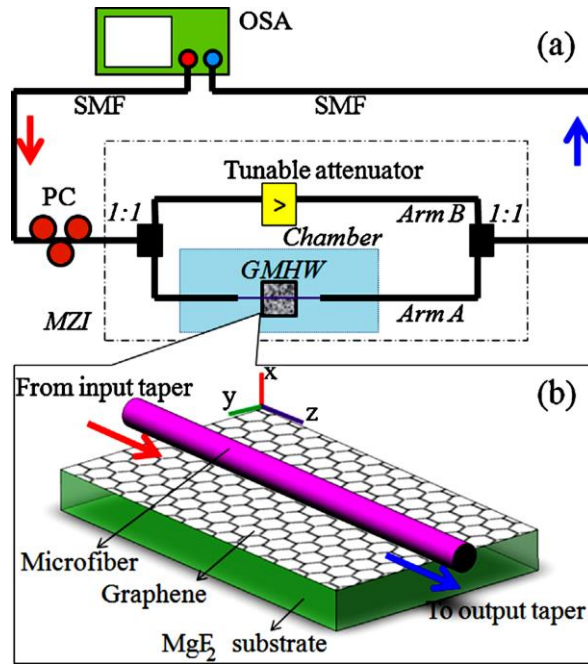 OSA
(a)
SMF
SMF
PC
1:1
Tunable attenuator
>
Arm B
1:1
Chamber
GMHW
MZI
Arm A
From input taper
x
y
z
(b)
Microfiber
Graphene
MgF2 substrate
To output taper